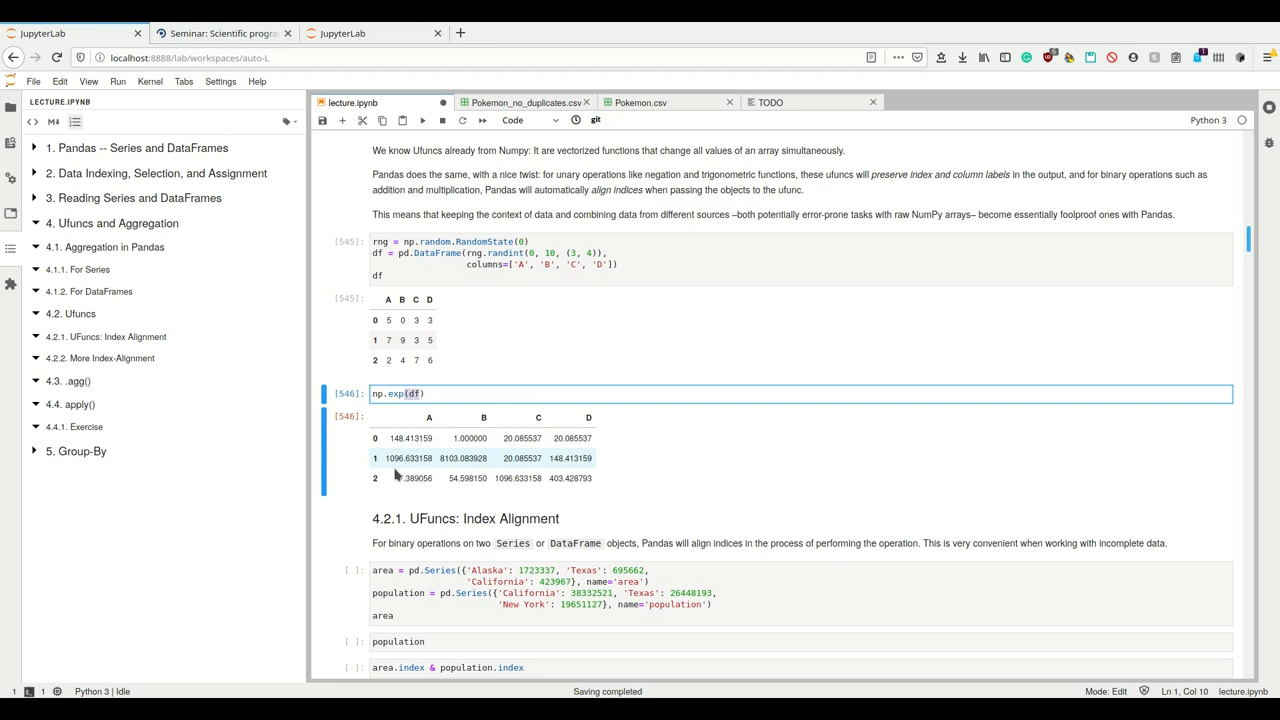 JupyterLab
Seminar: Scientific progra
JupyterLab
localhost:8888/lab/workspaces/auto-L
File Edit View Run Kernel Tabs Settings Help
LECTURE.IPYNB
1. Pandas -- Series and DataFrames
2. Data Indexing, Selection, and Assignment
3. Reading Series and DataFrames
4. Ufuncs and Aggregation
4.1. Aggregation in Pandas
4.1.1. For Series
4.1.2. For DataFrames
4.2. Ufuncs
4.2.1. UFuncs: Index Alignment
4.2.2. More Index-Alignment
4.3. .agg()
4.4. apply()
4.4.1. Exercise
5. Group-By
lecture.ipynb
Pokemon_no_duplicates.csv
Pokemon.csv
TODO
Code
git
Python 3
We know Ufuncs already from Numpy: It are vectorized functions that change all values of an array simultaneously.
Pandas does the same, with a nice twist: for unary operations like negation and trigonometric functions, these ufuncs will preserve index and column labels in the output, and for binary operations such as
addition and multiplication, Pandas will automatically align indices when passing the objects to the ufunc.
This means that keeping the context of data and combining data from different sources –both potentially error-prone tasks with raw NumPy arrays– become essentially foolproof ones with Pandas.
[545]: rng = np.random.RandomState(0)
df = pd.DataFrame(rng.randint(0, 10, (3, 4)),
columns=['A', 'B', 'C', 'D'])
df
[545]: A B C D
0 5 0 3 3
1 7 9 3 5
2 2 4 7 6
[546]: np.exp(df)
[546]: A B C D
0 148.413159 1.000000 20.085537 20.085537
1 1096.633158 8103.083928 20.085537 148.413159
2 .389056 54.598150 1096.633158 403.428793
4.2.1. UFuncs: Index Alignment
For binary operations on two Series or DataFrame objects, Pandas will align indices in the process of performing the operation. This is very convenient when working with incomplete data.
[ ]: area = pd.Series({'Alaska': 1723337, 'Texas': 695662,
'California': 423967}, name='area')
population = pd.Series({'California': 38332521, 'Texas': 26448193,
'New York': 19651127}, name='population')
area
[ ]: population
[ ]: area.index & population.index
1 1 Python 3 | Idle
Saving completed
Mode: Edit
Ln 1, Col 10
lecture.ipynb